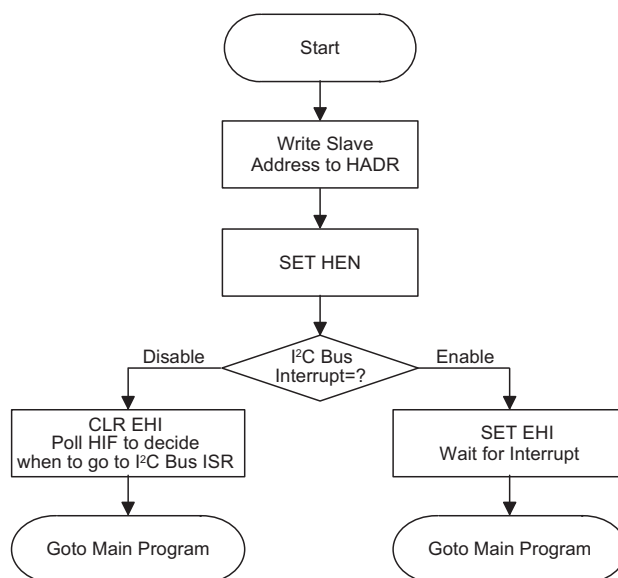 Start
Write Slave
Address to HADR
SET HEN
I²C Bus
Interrupt=?
Disable
Enable
CLR EHI
Poll HIF to decide
when to go to I²C Bus ISR
SET EHI
Wait for Interrupt
Goto Main Program
Goto Main Program